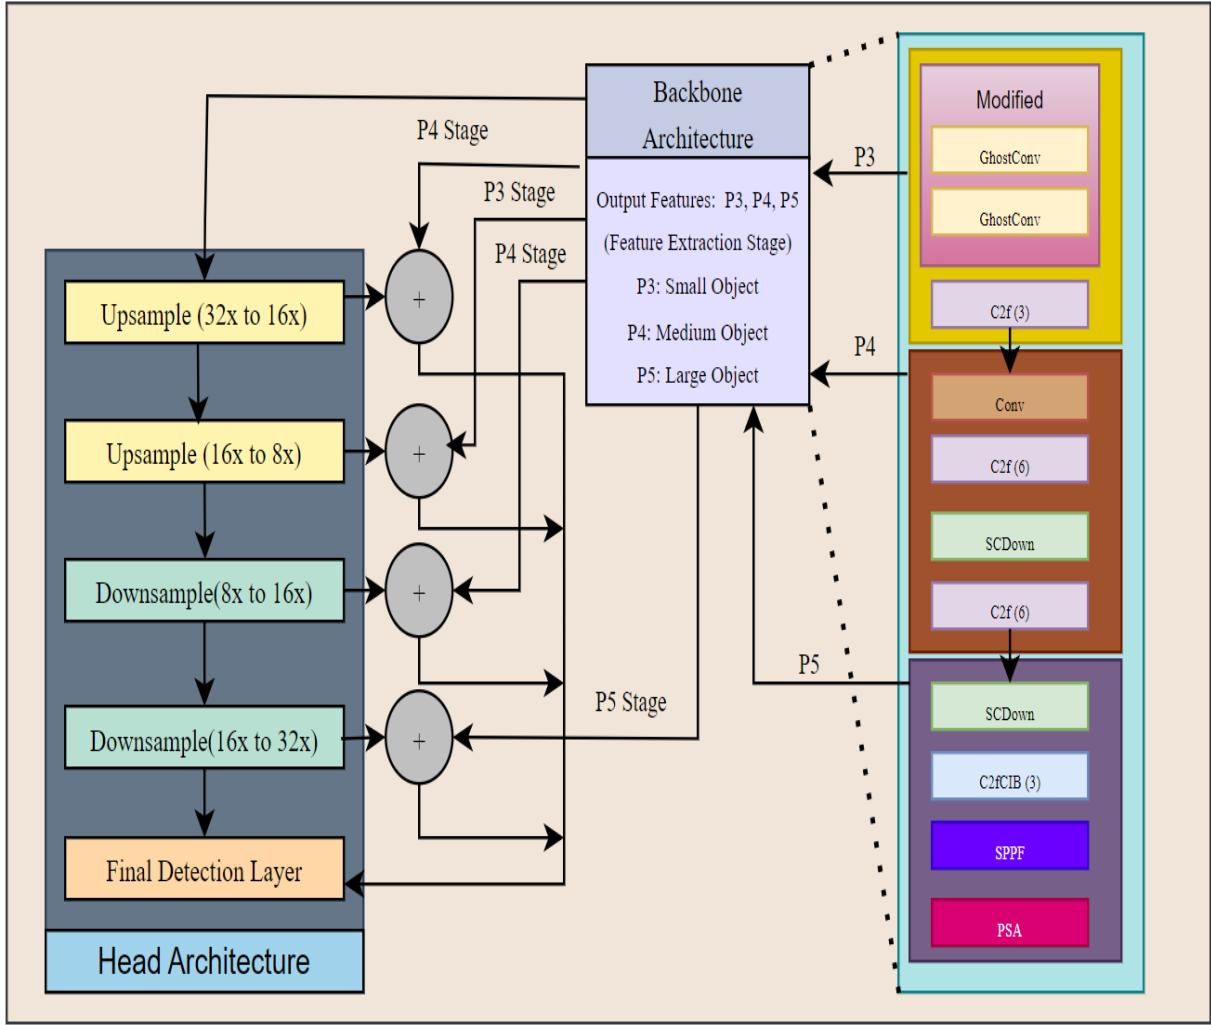 Backbone
Architecture
Output Features:  P3, P4, P5
(Feature Extraction Stage)
P3: Small Object
P4: Medium Object
P5: Large Object
P4 Stage
P3 Stage
P4 Stage
P5 Stage
Upsample (32x to 16x)
+
Upsample (16x to 8x)
+
Downsample(8x to 16x)
+
Downsample(16x to 32x)
+
Final Detection Layer
Head Architecture
P3
P4
P5
Modified
GhostConv
GhostConv
C2f (3)
Conv
C2f (6)
SCDown
C2f (6)
SCDown
C2fCIB (3)
SPPF
PSA